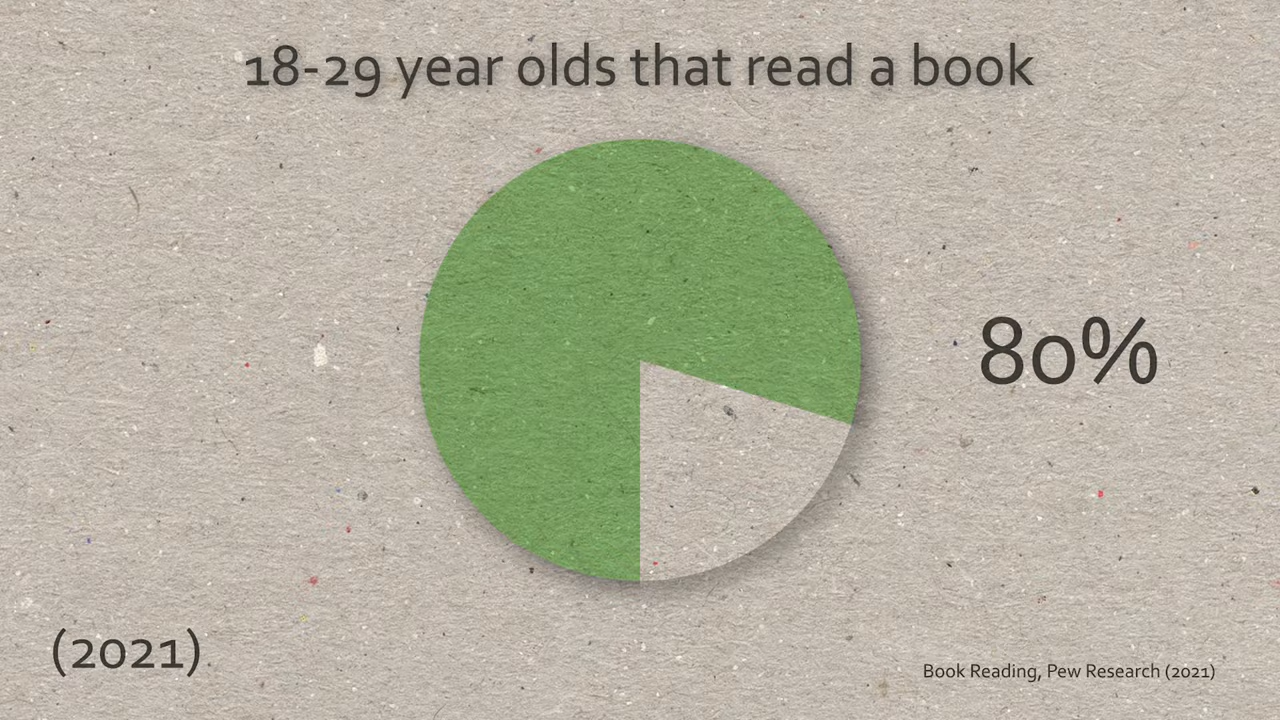 18-29 year olds that read a book
80%
(2021)
Book Reading, Pew Research (2021)